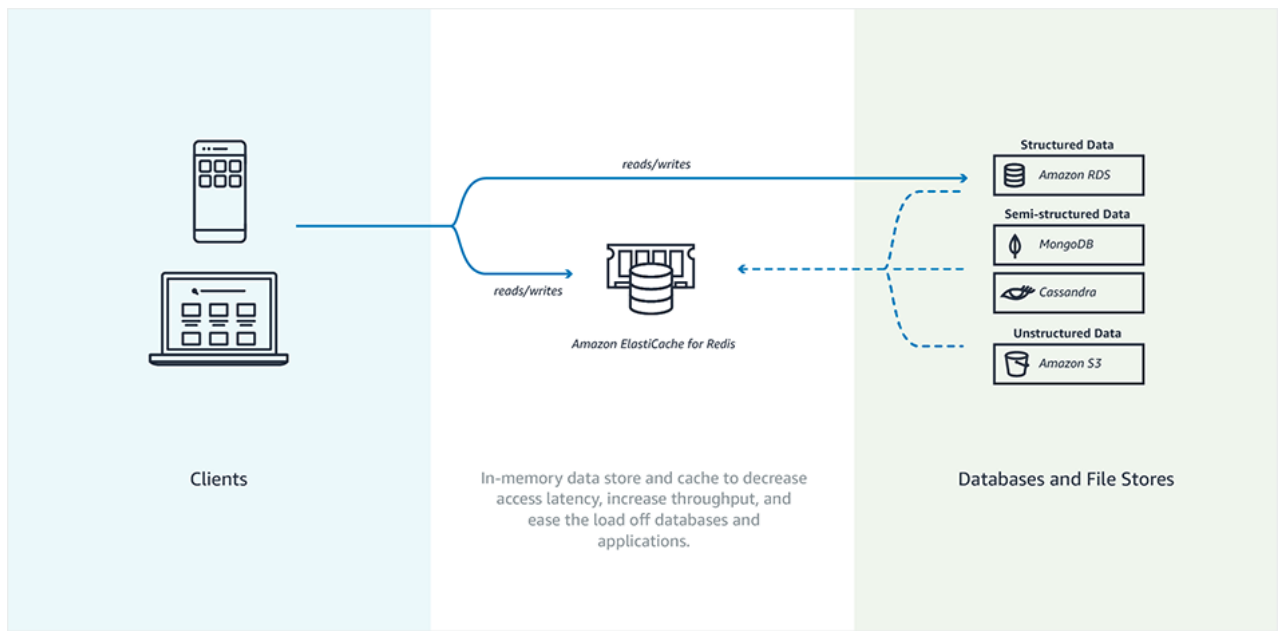 reads/writes
reads/writes
Amazon ElastiCache for Redis
Structured Data
Amazon RDS
Semi-structured Data
MongoDB
Cassandra
Unstructured Data
Amazon S3
Clients
In-memory data store and cache to decrease
access latency, increase throughput, and
ease the load off databases and
applications.
Databases and File Stores